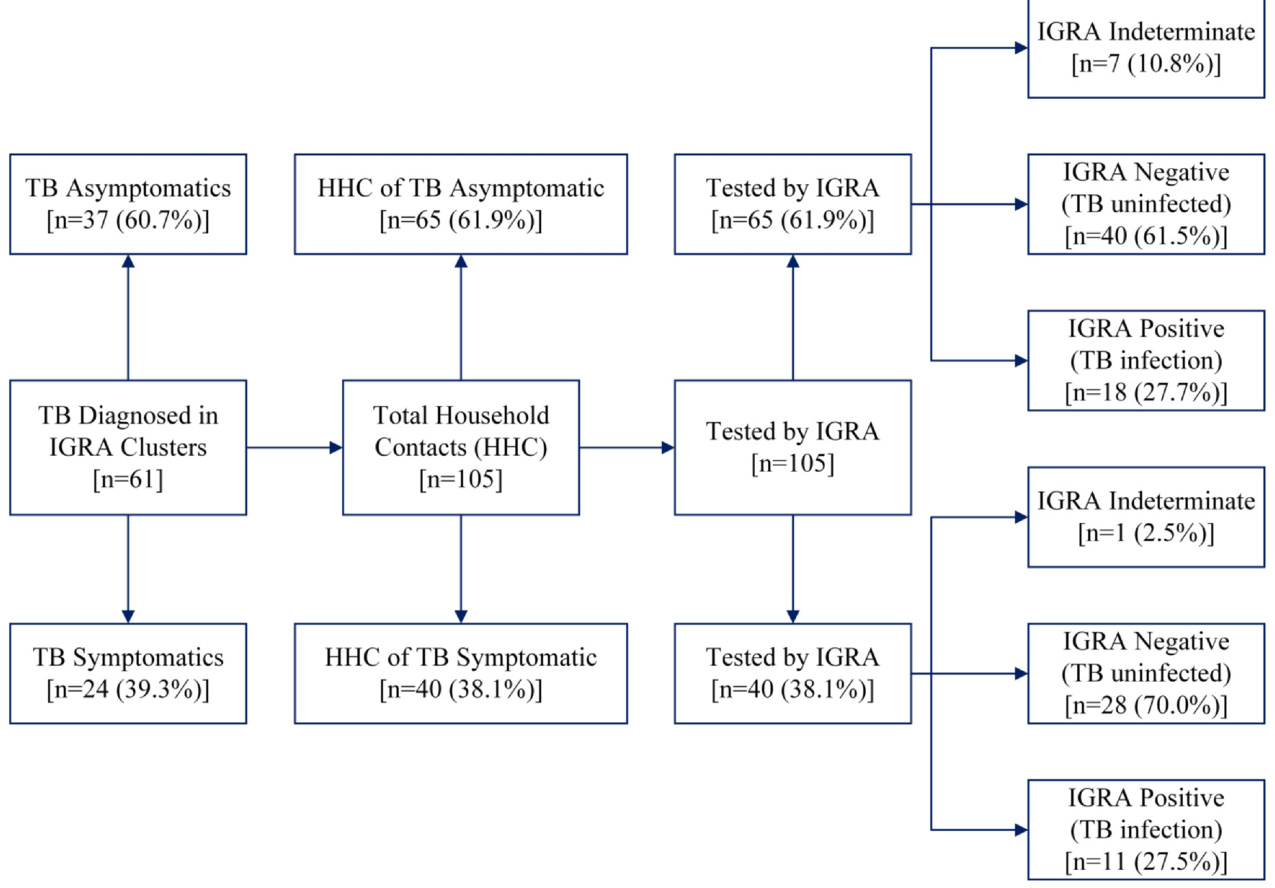 IGRA Indeterminate
[n=7 (10.8%)]
TB Asymptomatics
[n=37 (60.7%)]
HHC of TB Asymptomatic
[n=65 (61.9%)]
Tested by IGRA
[n=65 (61.9%)]
IGRA Negative
(TB uninfected)
[n=40 (61.5%)]
IGRA Positive
(TB infection)
[n=18 (27.7%)]
TB Diagnosed in
IGRA Clusters
[n=61]
Total Household
Contacts (HHC)
[n=105]
Tested by IGRA
[n=105]
IGRA Indeterminate
[n=1 (2.5%)]
TB Symptomatics
[n=24 (39.3%)]
HHC of TB Symptomatic
[n=40 (38.1%)]
Tested by IGRA
[n=40 (38.1%)]
IGRA Negative
(TB uninfected)
[n=28 (70.0%)]
IGRA Positive
(TB infection)
[n=11 (27.5%)]